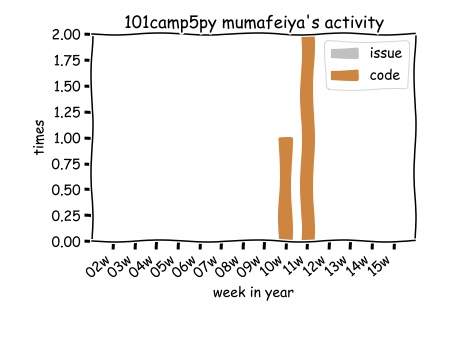 101camp5py mumafeiya's activity
2.00
1.75
1.50
1.25
1.00
0.75
0.50
0.25
0.00
times
issue
code
02w 03w 04w 05w 06w 07w 08w 09w 10w 11w 12w 13w 14w 15w
week in year